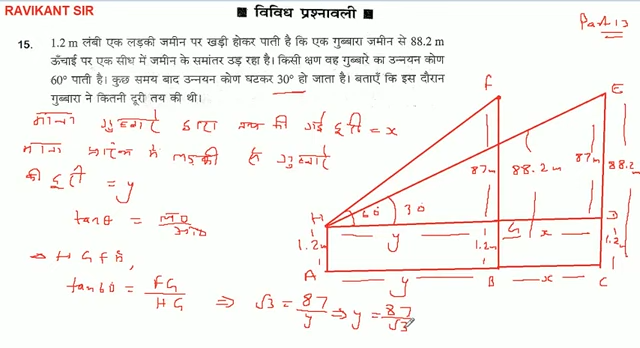 RAVIKANT SIR
■ विविध प्रश्नावली ■
Part 13
15. 1.2 m लंबी एक लड़की जमीन पर खड़ी होकर पाती है कि एक गुब्बारा जमीन से 88.2 m
ऊँचाई पर एक सीध में जमीन के समांतर उड़ रहा है। किसी क्षण वह गुब्बारे का उन्नयन कोण
60° पाती है। कुछ समय बाद उन्नयन कोण घटकर 30° हो जाता है। बताएँ कि इस दौरान
गुब्बारा ने कितनी दूरी तय की थी।
माना गुब्बारे द्वारा तय की गई दूरी = x
माना प्रारंभ में लड़की से गुब्बारे
की दूरी = y
tanθ = लम्ब / आधार
△ HGF में,
tan60 = FG / HG ⇒ √3 = 87 / y ⇒ y = 87 / √3
F
E
87m
88.2m
87m
88.2m
H
60
30
G
D
1.2m
y
1.2m
x
1.2m
A
y
B
x
C